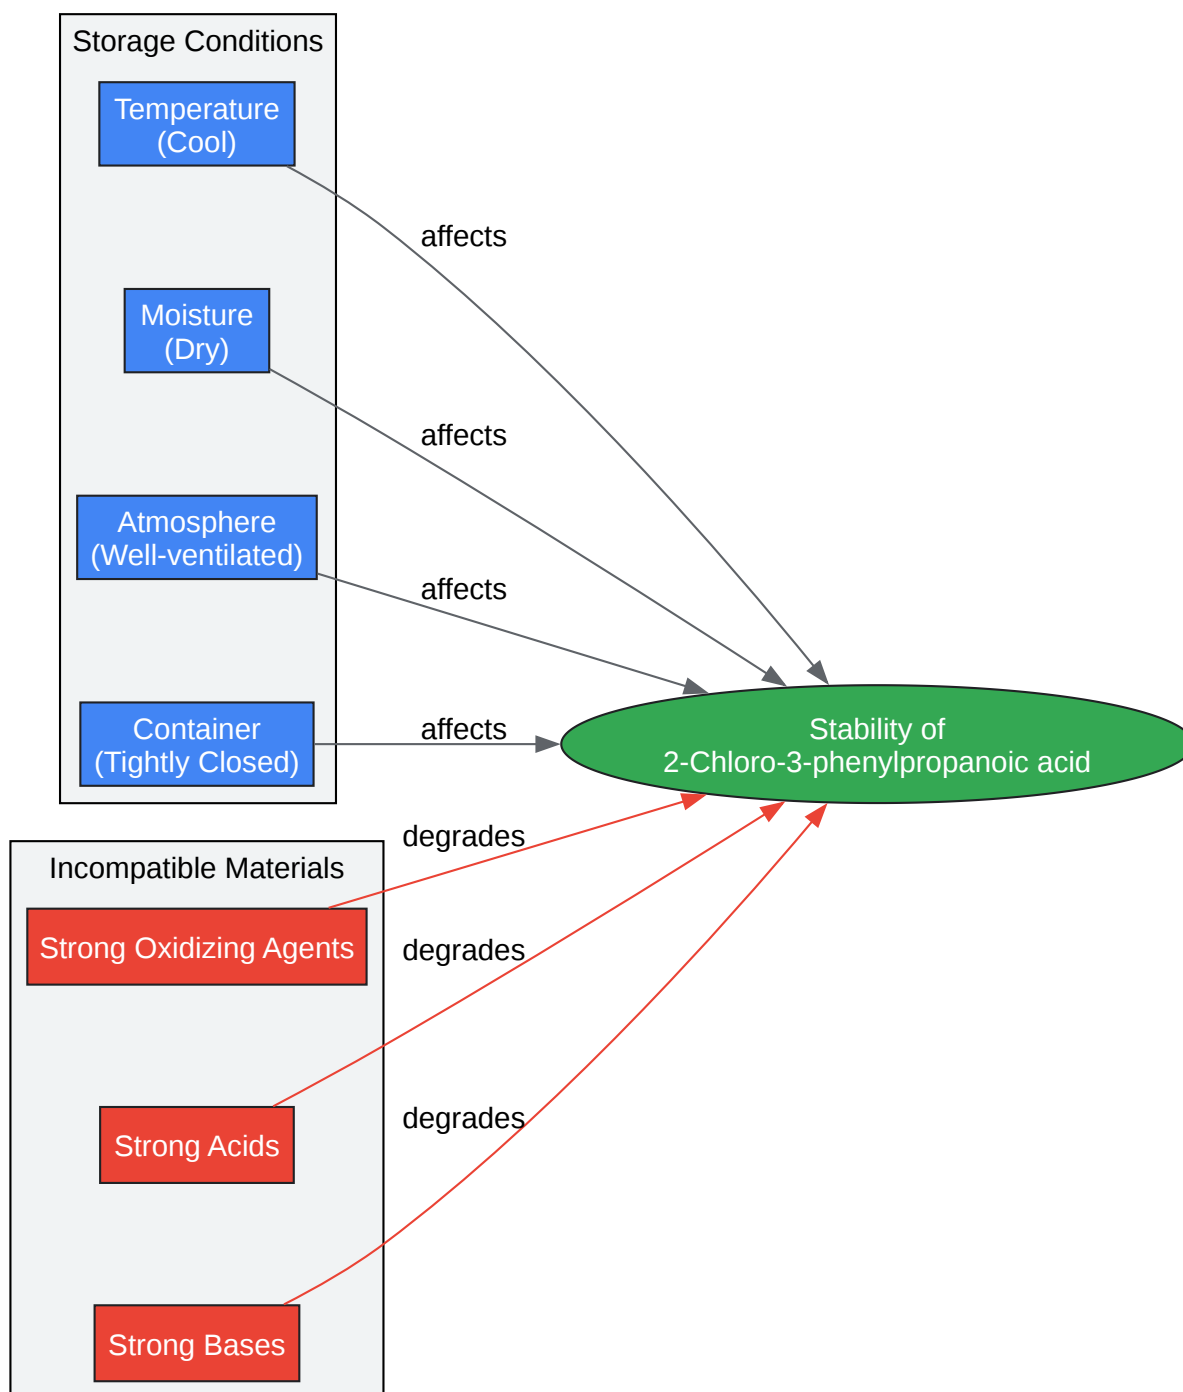 Storage Conditions
Temperature
(Cool)
affects
Moisture
(Dry)
affects
Atmosphere
(Well-ventilated)
affects
Container
(Tightly Closed)
affects
Stability of
2-Chloro-3-phenylpropanoic acid
degrades
Incompatible Materials
Strong Oxidizing Agents
degrades
Strong Acids
degrades
Strong Bases